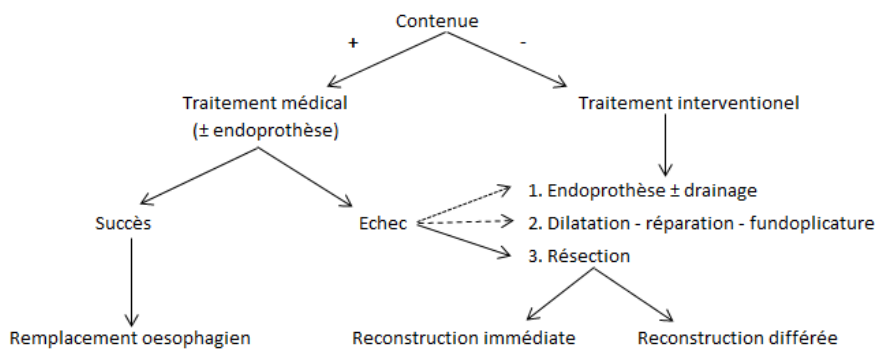 Contenue
+ -
Traitement médical
(± endoprothèse)
Traitement interventionel
1. Endoprothèse ± drainage
Succès
Echec
2. Dilatation - réparation - fundoplicature
3. Résection
Remplacement oesophagien
Reconstruction immédiate
Reconstruction différée